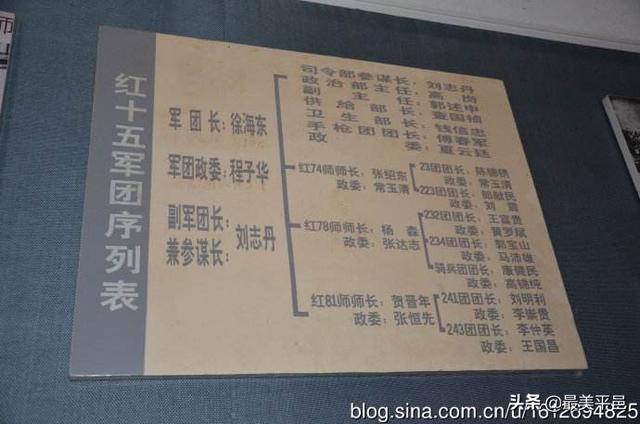 红十五军团序列表
军团长：徐海东
军团政委：程子华
副军团长：
兼参谋长：
刘志丹
司令部参谋长：刘志丹
政治部主任：高岗
副主任：郭述申
供给部长：查国桢
卫生部长：钱信忠
手枪团团长：傅春军
政委：夏云廷
红74师师长：张绍东
政委：常玉清
23团团长：陈锦锈
政委：常玉清
223团团长：郧献民
政委：刘震
红78师师长：杨森
政委：张达志
232团团长：王富贵
政委：黄罗斌
234团团长：郭宝山
政委：马沛雄
骑兵团团长：康健民
政委：高锦纯
红81师师长：贺晋年
政委：张恒先
241团团长：刘明利
政委：李崇贵
243团团长：李仲英
政委：王国昌
头条@最美平邑
blog.sina.com.cn/u/1612694825